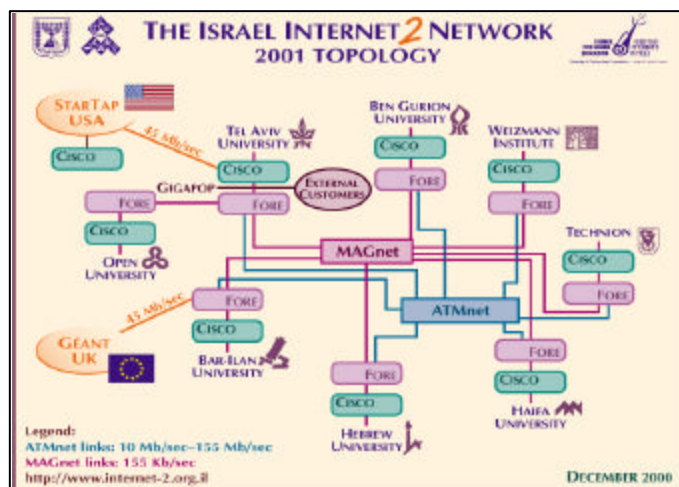 THE ISRAEL INTERNET 2 NETWORK
2001 TOPOLOGY
STARTAP
USA
CISCO
45 Mb/sec
TEL AVIV
UNIVERSITY
CISCO
GIGAPOP
EXTERNAL
CUSTOMERS
FORE
FORE
CISCO
OPEN
UNIVERSITY
BEN GURION
UNIVERSITY
CISCO
FORE
WEIZMANN
INSTITUTE
CISCO
FORE
TECHNION
CISCO
FORE
MAGnet
ATMnet
45 Mb/sec
GÉANT
UK
FORE
CISCO
BAR-ILAN
UNIVERSITY
FORE
CISCO
HEBREW
UNIVERSITY
FORE
CISCO
HAIFA
UNIVERSITY
Legend:
ATMnet links: 10 Mb/sec–155 Mb/sec
MAGnet links: 155 Kb/sec
http://www.internet-2.org.il
DECEMBER 2000